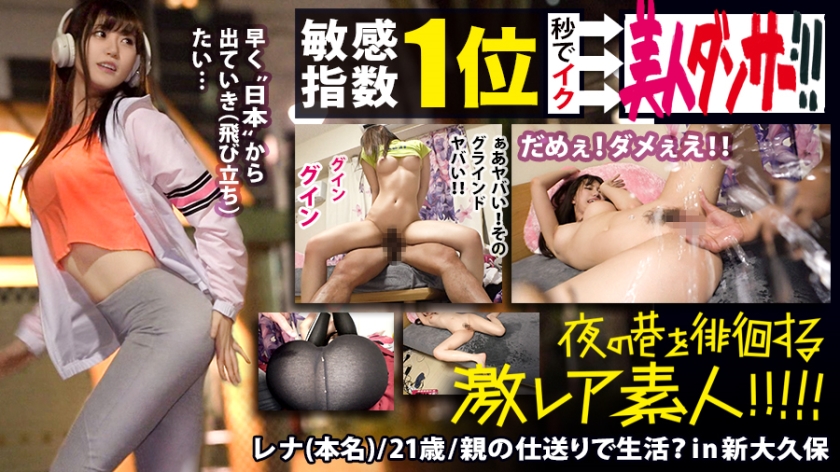 早く"日本"から
出ていき(飛び立ち)
たい…
敏感
指数
1位
秒でイク
美人ダンサー!!!
ぁあヤバい!その
グラインド
ヤバい!!
グイン
グイン
だめぇ!ダメぇえ!!
夜の巷を徘徊する
激レア素人!!!!!
レナ(本名)/21歳/親の仕送りで生活?in新大久保